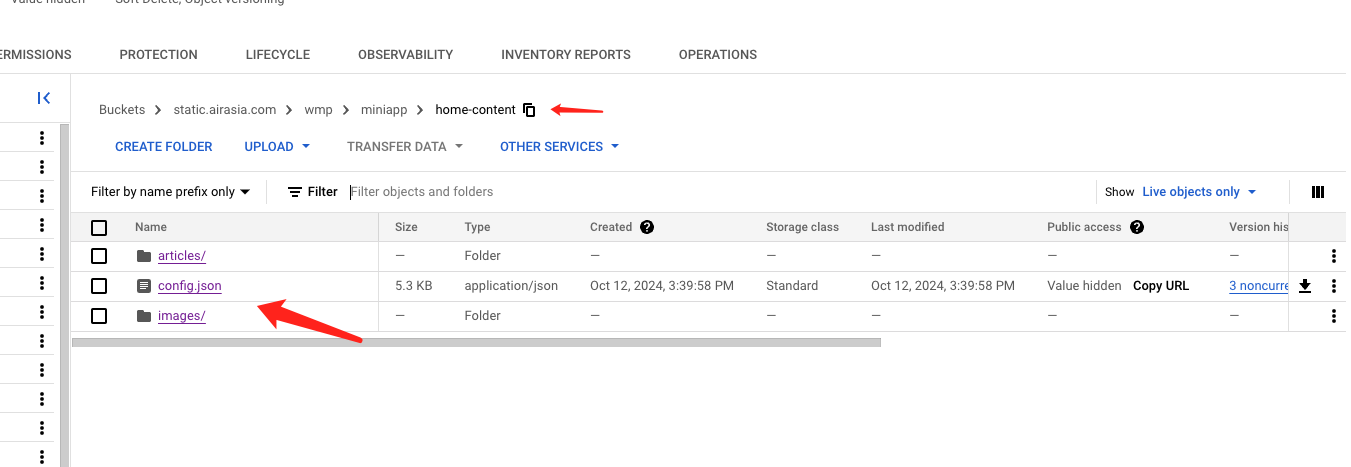 Value hidden Soft Delete, Object versioning
ERMISSIONS PROTECTION LIFECYCLE OBSERVABILITY INVENTORY REPORTS OPERATIONS
Buckets > static.airasia.com > wmp > miniapp > home-content
CREATE FOLDER UPLOAD TRANSFER DATA OTHER SERVICES
Filter by name prefix only Filter Filter objects and folders Show Live objects only
Name Size Type Created Storage class Last modified Public access Version his
articles/ — Folder — — — — —
config.json 5.3 KB application/json Oct 12, 2024, 3:39:58 PM Standard Oct 12, 2024, 3:39:58 PM Value hidden Copy URL 3 noncurre
images/ — Folder — — — — —